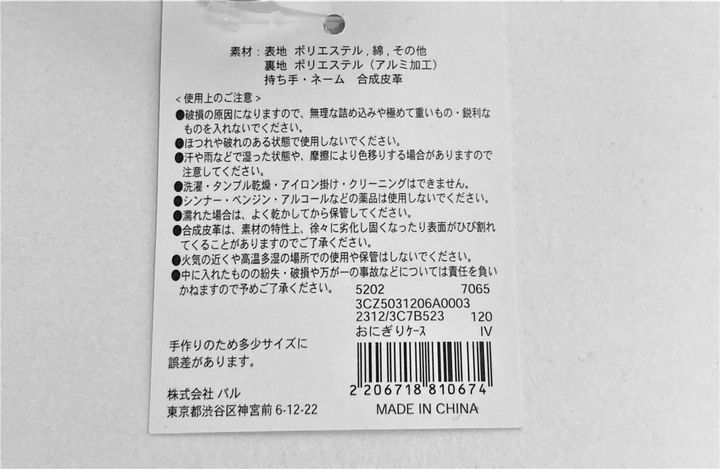 素材：表地 ポリエステル，綿，その他
裏地 ポリエステル（アルミ加工）
持ち手・ネーム 合成皮革
＜使用上のご注意＞
●破損の原因になりますので、無理な詰め込みや極めて重いもの・鋭利な
ものを入れないでください。
●ほつれや破れのある状態で使用しないでください。
●汗や雨などで湿った状態や、摩擦により色移りする場合がありますので
注意してください。
●洗濯・タンブル乾燥・アイロン掛け・クリーニングはできません。
●シンナー・ベンジン・アルコールなどの薬品は使用しないでください。
●濡れた場合は、よく乾かしてから保管してください。
●合成皮革は、素材の特性上、徐々に劣化し固くなったり表面がひび割れ
てくることがありますのでご了承ください。
●火気の近くや高温多湿の場所での使用や保管はしないでください。
●中に入れたものの紛失・破損や万が一の事故などについては責任を負い
かねますので予めご了承ください。
5202 7065
3CZ5031206A0003
2312/3C7B523 120
おにぎりケース IV
手作りのため多少サイズに
誤差があります。
2 206718 810674
株式会社 パル
東京都渋谷区神宮前 6-12-22
MADE IN CHINA